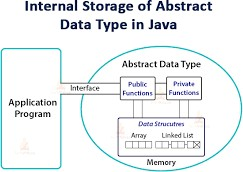 Internal Storage of Abstract
Data Type in Java
Abstract Data Type
Interface
Public
Functions
Private
Functions
Application
Program
Data Strucutres
Array
Linked List
Memory